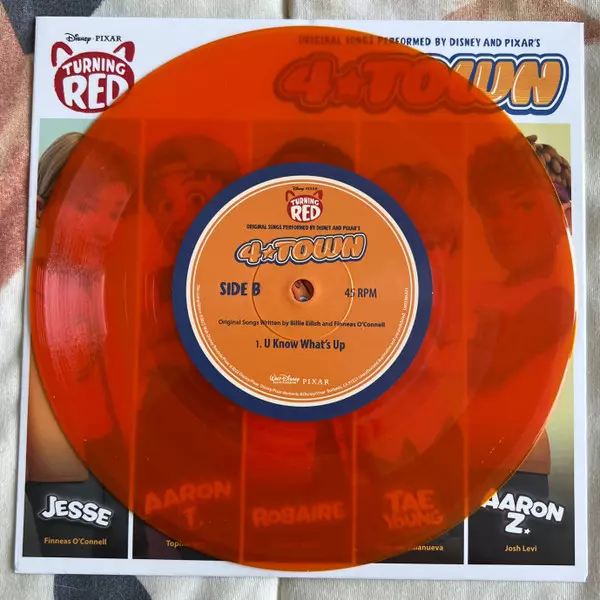 Disney · PIXAR
TURNING
RED
ORIGINAL SONGS PERFORMED BY DISNEY AND PIXAR'S
4★TOWN
Disney · PIXAR
TURNING
RED
ORIGINAL SONGS PERFORMED BY DISNEY AND PIXAR'S
4★TOWN
SIDE B
45 RPM
Original Songs Written by Billie Eilish and Finneas O'Connell
1. U Know What's Up
WALT DISNEY
PIXAR
JESSE
Finneas O'Connell
AARON
T.
ROBAIRE
TAE
YOUNG
AARON
Z.
Josh Levi